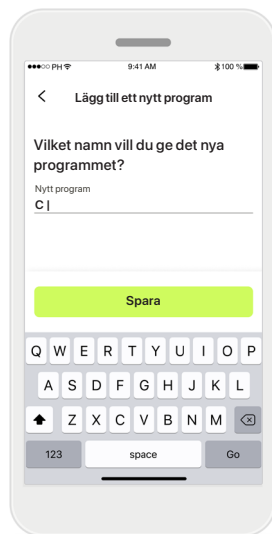 ●●●○○ PH 9:41 AM 100 %
Lägg till ett nytt program
Vilket namn vill du ge det nya
programmet?
Nytt program
C |
Spara
Q W E R T Y U I O P
A S D F G H J K L
Z X C V B N M
123 space Go